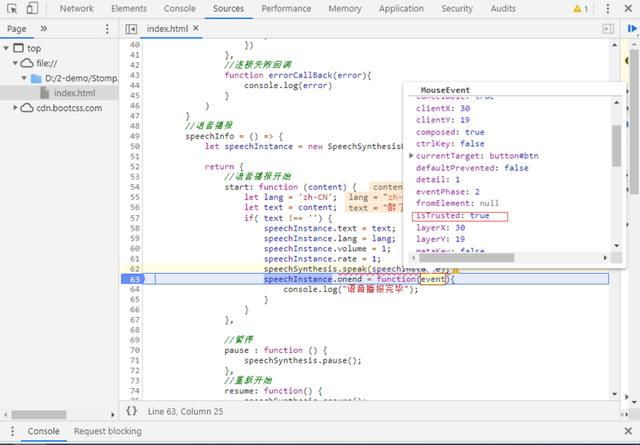 Network Elements Console Sources Performance Memory Application Security Audits 1
Page
index.html
top
file://
D:/2-demo/Stomp.
index.html
cdn.bootcss.com
40 })
41 },
42 //连接失败回调
43 function errorCallBack(error){
44 console.log(error)
45 }
46 )
47 }
48 //语音播报
49 speechInfo = () => {
50 let speechInstance = new SpeechSynthesisU
51
52 return {
53 //语音播报开始
54 start: function (content) { conten
55 let lang = 'zh-CN'; lang = "zh-
56 let text = content; text = "醉了
57 if( text !== '') {
58 speechInstance.text = text;
59 speechInstance.lang = lang;
60 speechInstance.volume = 1;
61 speechInstance.rate = 1;
62 speechSynthesis.speak(speechInstance);
63 speechInstance.onend = function(event){
64 console.log("语音播报完毕");
65 }
66 }
67 },
68
69 //暂停
70 pause : function () {
71 speechSynthesis.pause();
72 },
73 //重新开始
74 resume: function() {
speechSynthesis.resume();
MouseEvent
cancelable: true
clientX: 30
clientY: 19
composed: true
ctrlKey: false
currentTarget: button#btn
defaultPrevented: false
detail: 1
eventPhase: 2
fromElement: null
isTrusted: true
layerX: 30
layerY: 19
metaKey: false
{} Line 63, Column 25
Console Request blocking